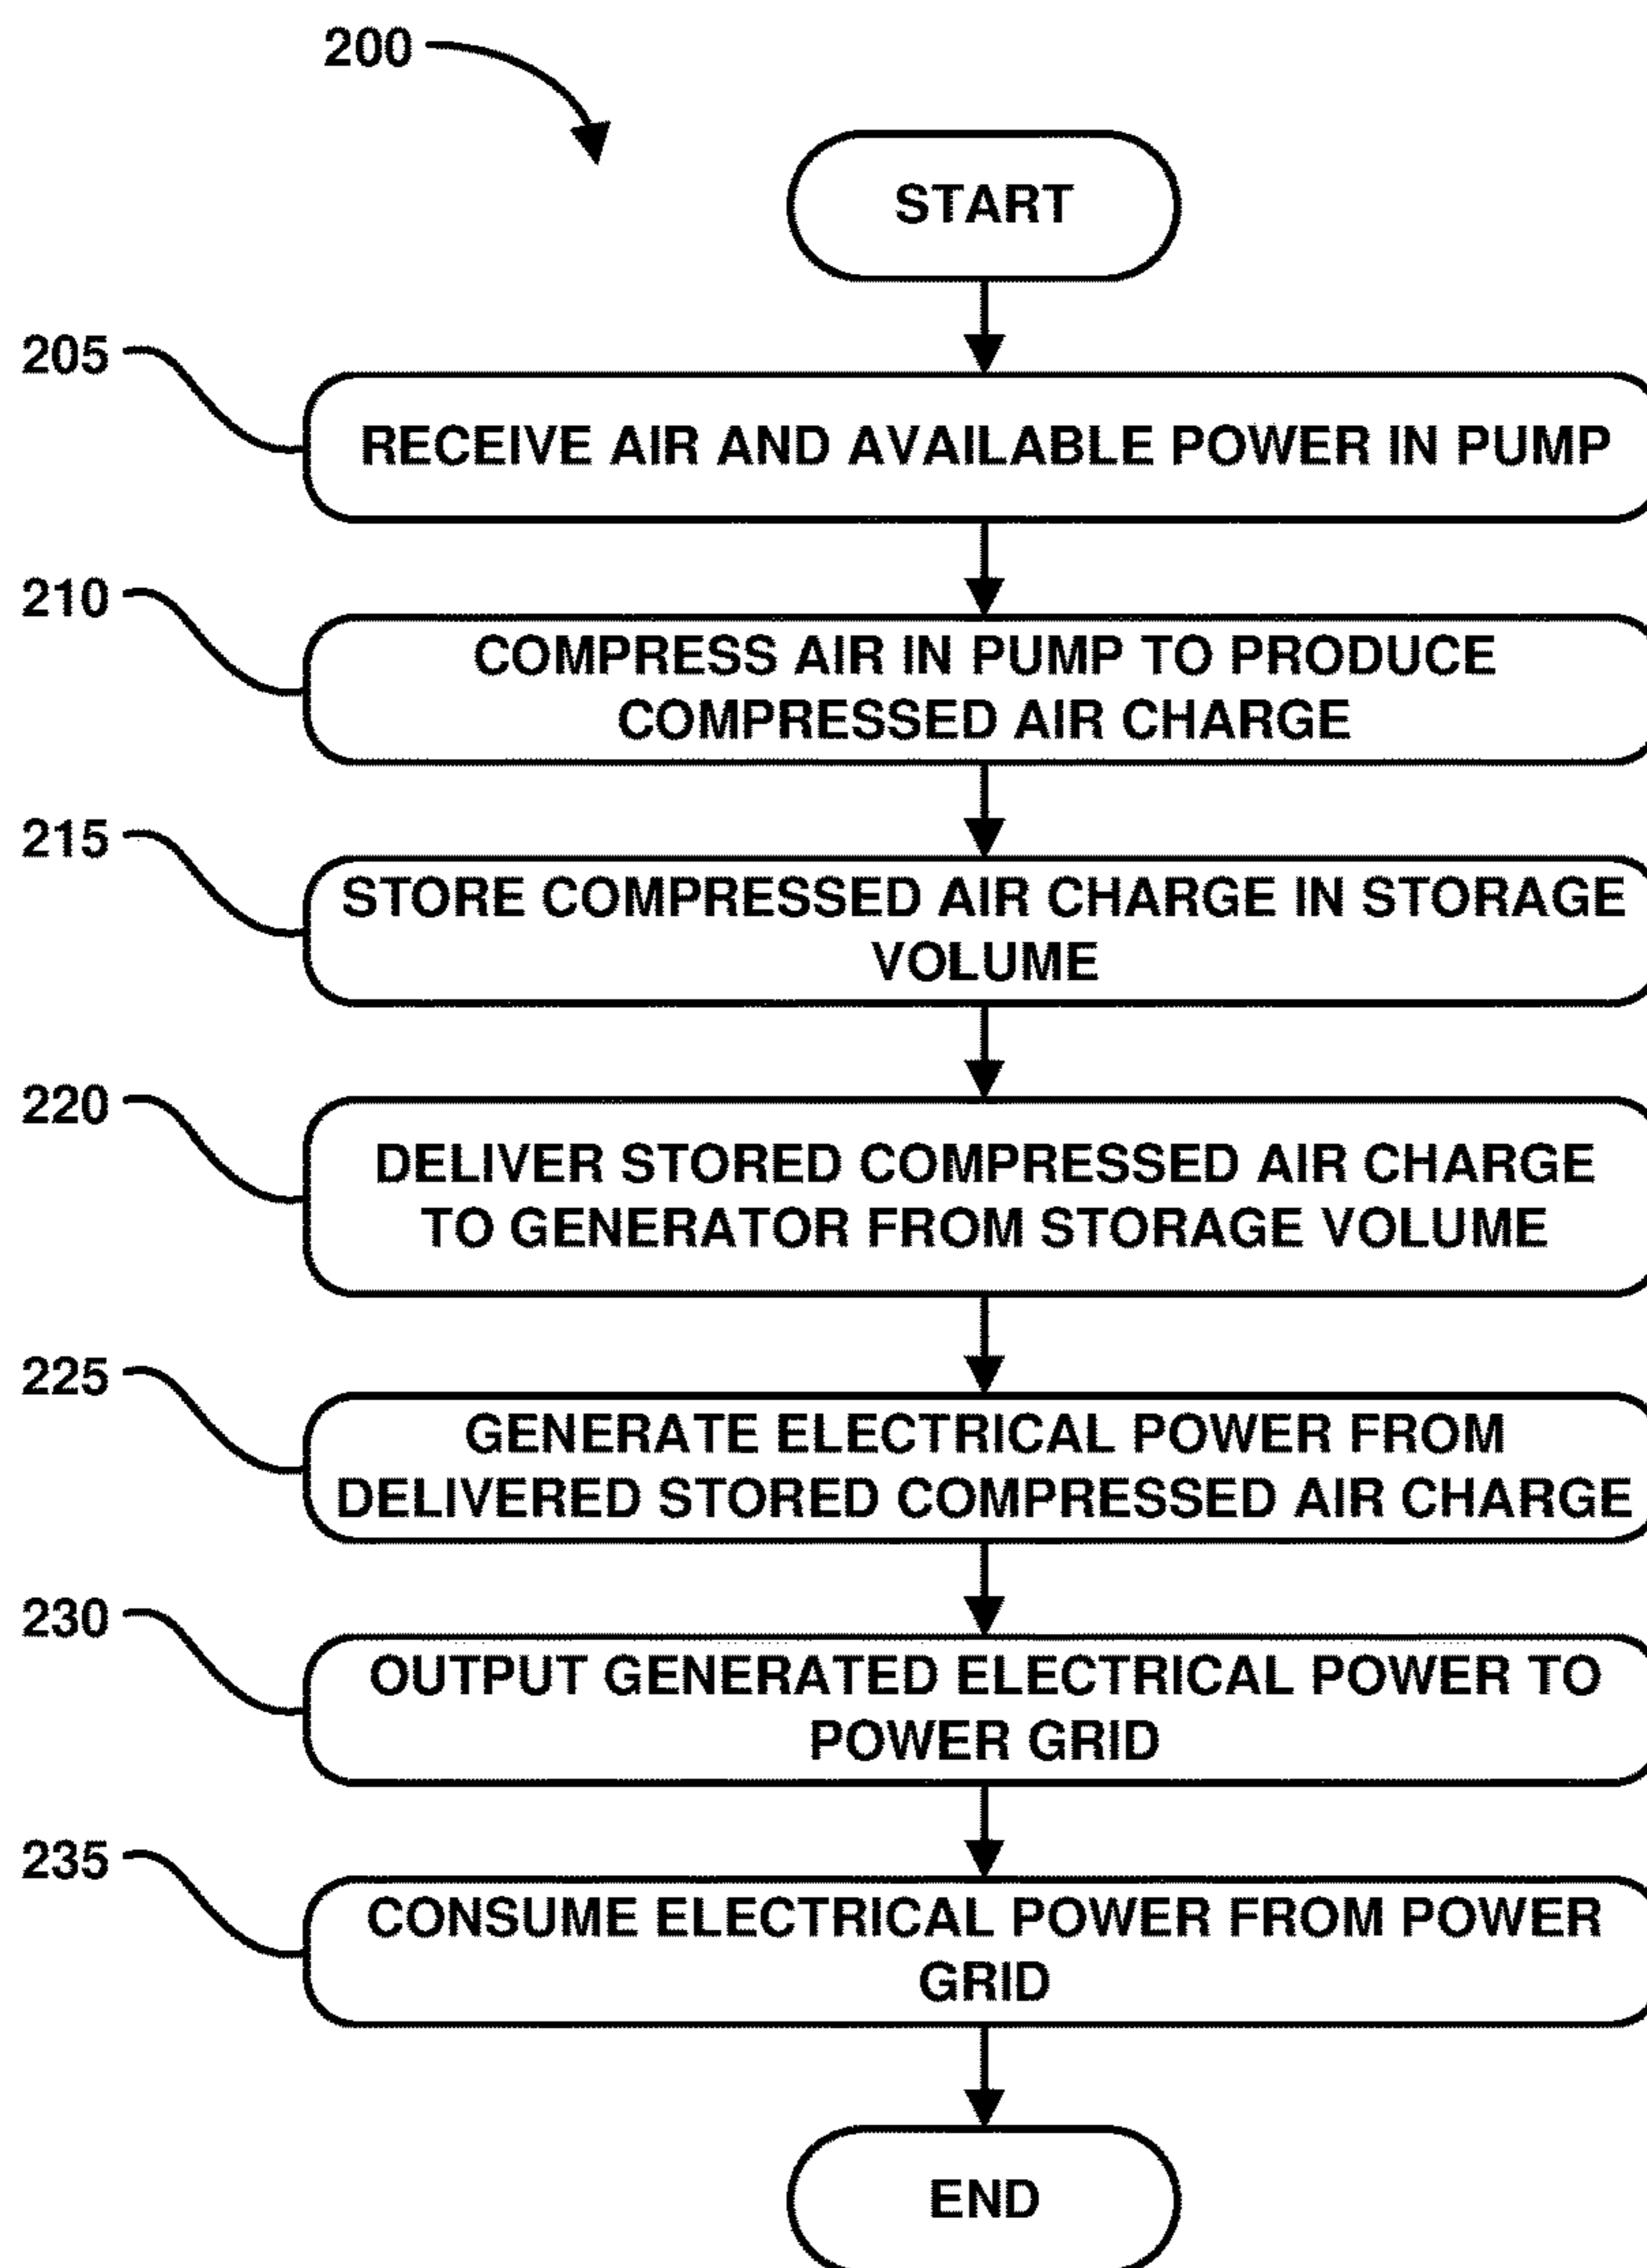 200
START
205
RECEIVE AIR AND AVAILABLE POWER IN PUMP
210
COMPRESS AIR IN PUMP TO PRODUCE
COMPRESSED AIR CHARGE
215
STORE COMPRESSED AIR CHARGE IN STORAGE
VOLUME
220
DELIVER STORED COMPRESSED AIR CHARGE
TO GENERATOR FROM STORAGE VOLUME
225
GENERATE ELECTRICAL POWER FROM
DELIVERED STORED COMPRESSED AIR CHARGE
230
OUTPUT GENERATED ELECTRICAL POWER TO
POWER GRID
235
CONSUME ELECTRICAL POWER FROM POWER
GRID
END